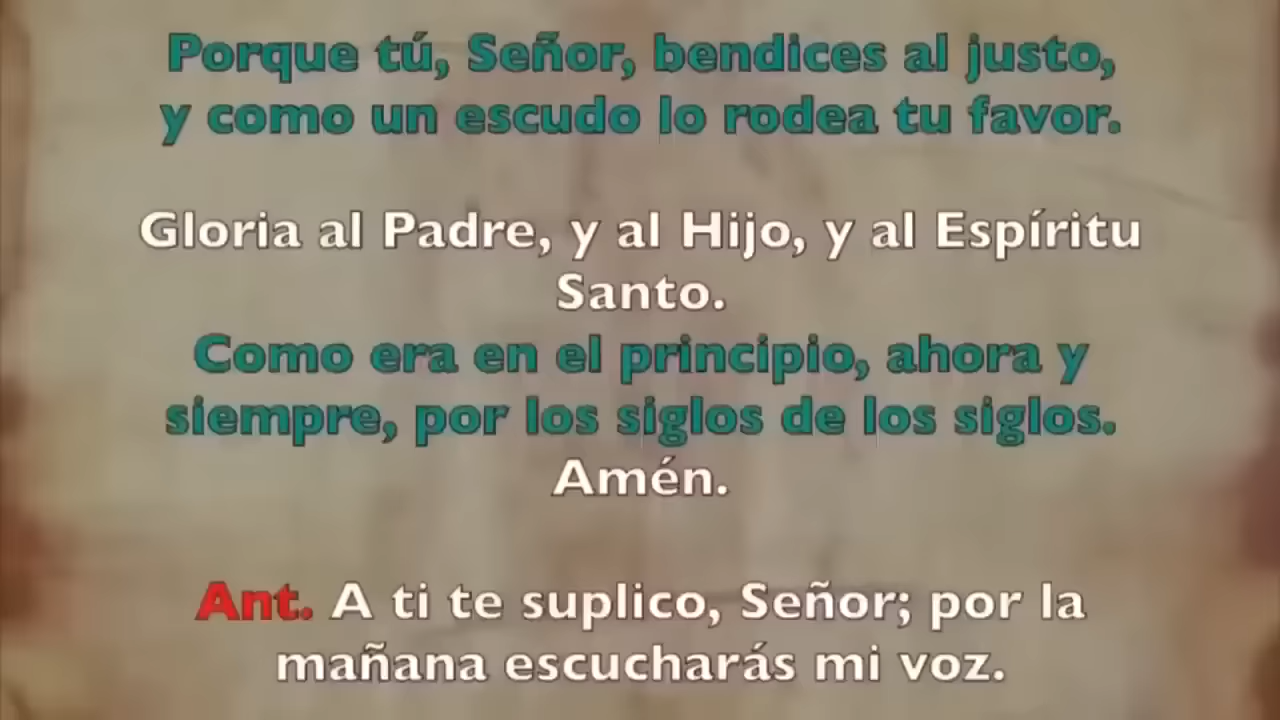 Porque tú, Señor, bendices al justo,
y como un escudo lo rodea tu favor.
Gloria al Padre, y al Hijo, y al Espíritu
Santo.
Como era en el principio, ahora y
siempre, por los siglos de los siglos.
Amén.
Ant. A ti te suplico, Señor; por la
mañana escucharás mi voz.